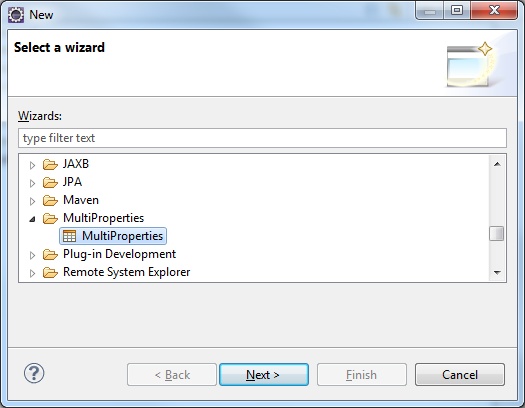 New
Select a wizard
Wizards:
type filter text
JAXB
JPA
Maven
MultiProperties
MultiProperties
Plug-in Development
Remote System Explorer
?
< Back Next > Finish Cancel